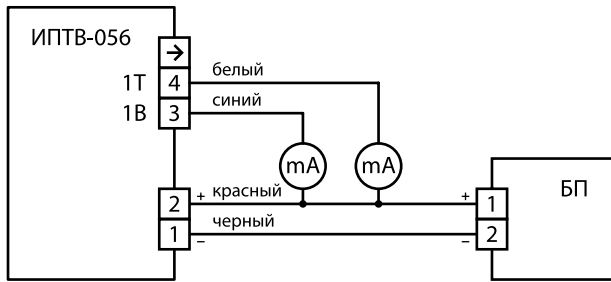 ИПТВ-056
→
1Т 4 белый
1В 3 синий
mA mA
2 + красный + 1 БП
1 – черный – 2